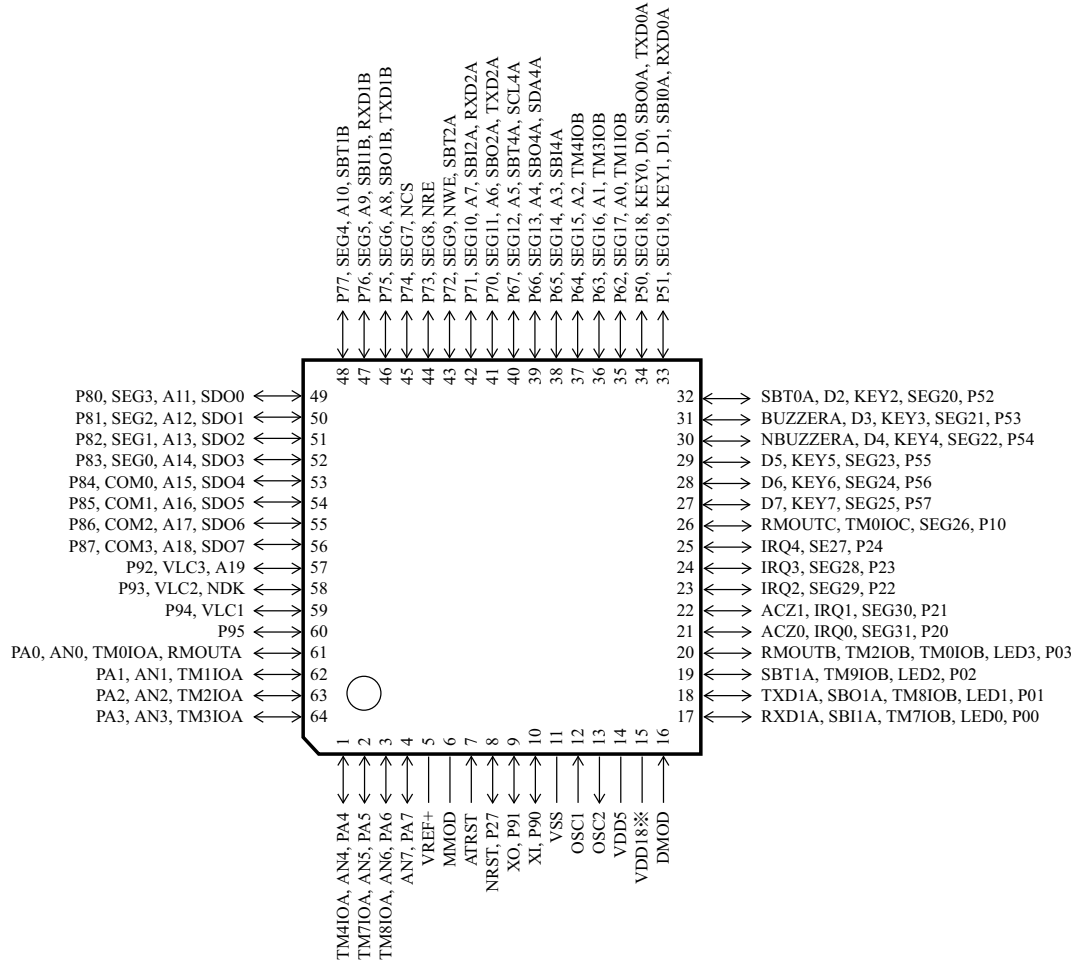 P77, SEG4, A10, SBT1B
P76, SEG5, A9, SBI1B, RXD1B
P75, SEG6, A8, SBO1B, TXD1B
P74, SEG7, NCS
P73, SEG8, NRE
P72, SEG9, NWE, SBT2A
P71, SEG10, A7, SBI2A, RXD2A
P70, SEG11, A6, SBO2A, TXD2A
P67, SEG12, A5, SBT4A, SCL4A
P66, SEG13, A4, SBO4A, SDA4A
P65, SEG14, A3, SBI4A
P64, SEG15, A2, TM4IOB
P63, SEG16, A1, TM3IOB
P62, SEG17, A0, TM1IOB
P50, SEG18, KEY0, D0, SBO0A, TXD0A
P51, SEG19, KEY1, D1, SBI0A, RXD0A
48 47 46 45 44 43 42 41 40 39 38 37 36 35 34 33
P80, SEG3, A11, SDO0 49
P81, SEG2, A12, SDO1 50
P82, SEG1, A13, SDO2 51
P83, SEG0, A14, SDO3 52
P84, COM0, A15, SDO4 53
P85, COM1, A16, SDO5 54
P86, COM2, A17, SDO6 55
P87, COM3, A18, SDO7 56
P92, VLC3, A19 57
P93, VLC2, NDK 58
P94, VLC1 59
P95 60
PA0, AN0, TM0IOA, RMOUTA 61
PA1, AN1, TM1IOA 62
PA2, AN2, TM2IOA 63
PA3, AN3, TM3IOA 64
32 SBT0A, D2, KEY2, SEG20, P52
31 BUZZERA, D3, KEY3, SEG21, P53
30 NBUZZERA, D4, KEY4, SEG22, P54
29 D5, KEY5, SEG23, P55
28 D6, KEY6, SEG24, P56
27 D7, KEY7, SEG25, P57
26 RMOUTC, TM0IOC, SEG26, P10
25 IRQ4, SE27, P24
24 IRQ3, SEG28, P23
23 IRQ2, SEG29, P22
22 ACZ1, IRQ1, SEG30, P21
21 ACZ0, IRQ0, SEG31, P20
20 RMOUTB, TM2IOB, TM0IOB, LED3, P03
19 SBT1A, TM9IOB, LED2, P02
18 TXD1A, SBO1A, TM8IOB, LED1, P01
17 RXD1A, SBI1A, TM7IOB, LED0, P00
1 2 3 4 5 6 7 8 9 10 11 12 13 14 15 16
TM4IOA, AN4, PA4
TM7IOA, AN5, PA5
TM8IOA, AN6, PA6
AN7, PA7
VREF+
MMOD
ATRST
NRST, P27
XO, P91
XI, P90
VSS
OSC1
OSC2
VDD5
VDD18※
DMOD